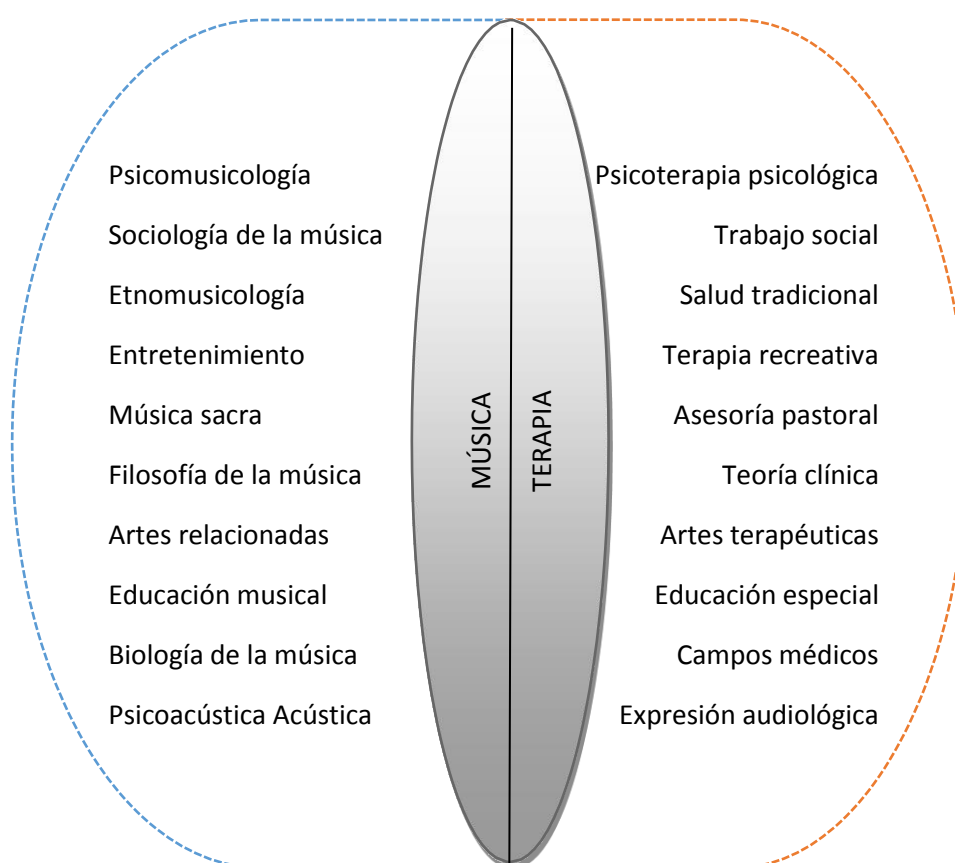 Psicomusicología
Sociología de la música
Etnomusicología
Entretenimiento
Música sacra
Filosofía de la música
Artes relacionadas
Educación musical
Biología de la música
Psicoacústica Acústica
MÚSICA
TERAPIA
Psicoterapia psicológica
Trabajo social
Salud tradicional
Terapia recreativa
Asesoría pastoral
Teoría clínica
Artes terapéuticas
Educación especial
Campos médicos
Expresión audiológica